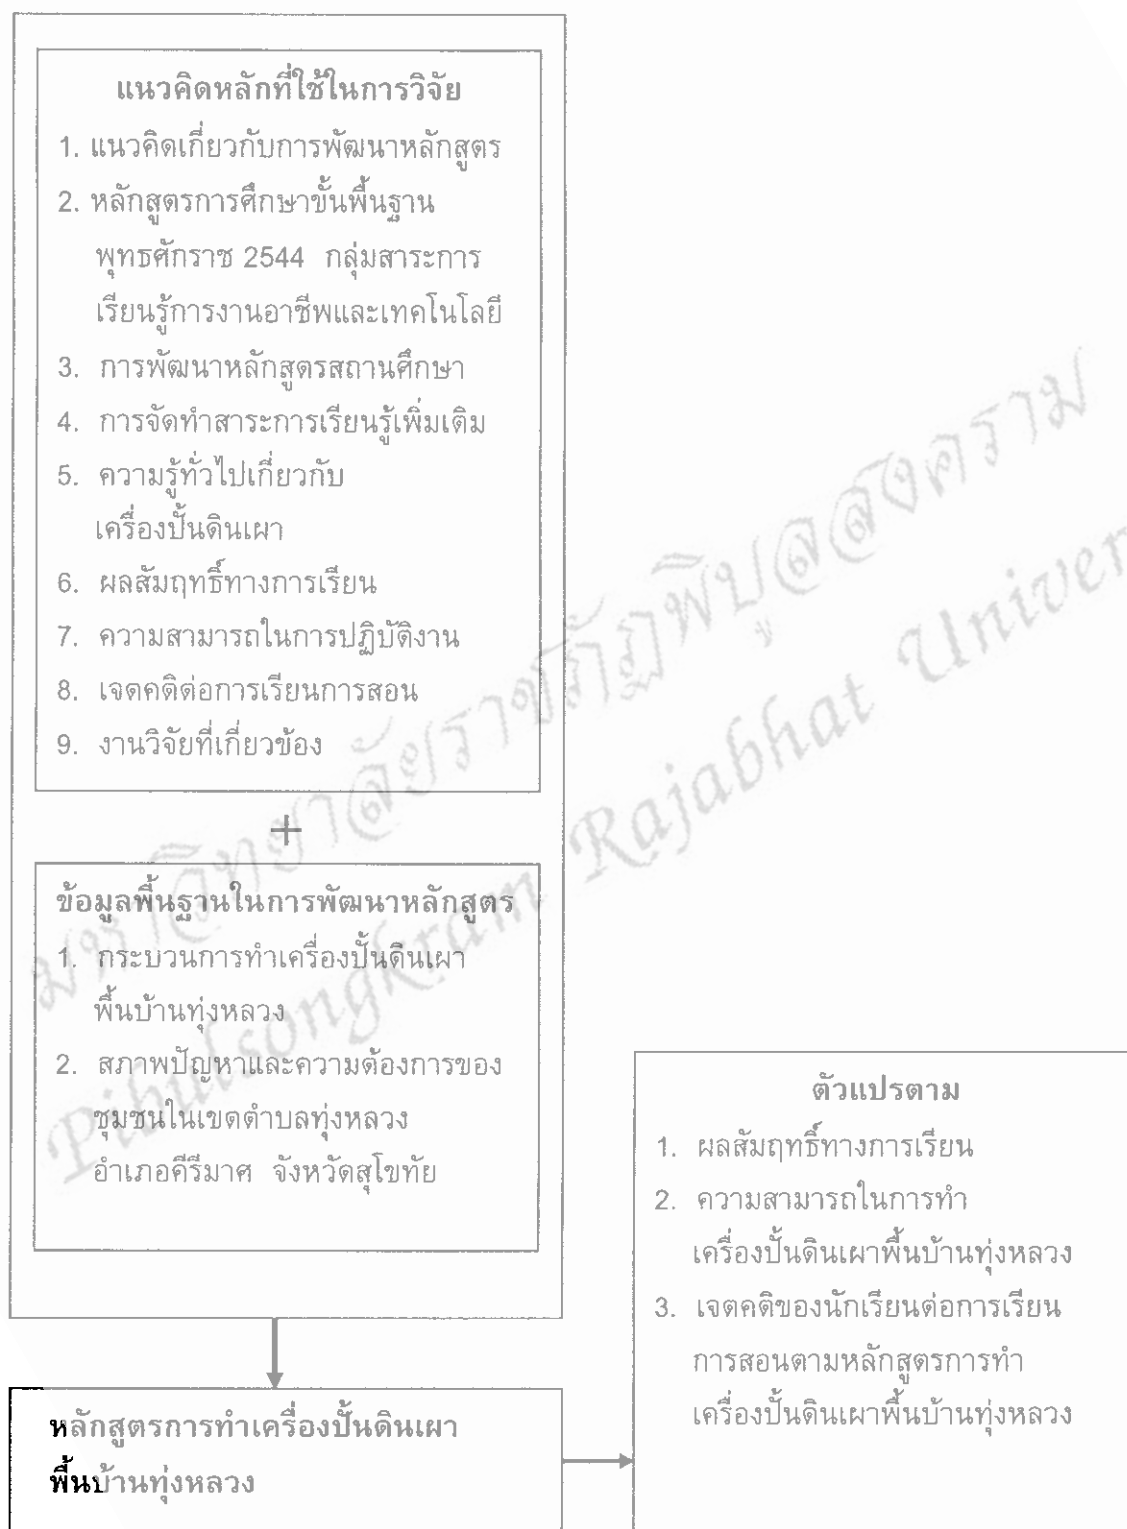 แนวคิดหลักที่ใช้ในการวิจัย
1. แนวคิดเกี่ยวกับการพัฒนาหลักสูตร
2. หลักสูตรการศึกษาขั้นพื้นฐาน
พุทธศักราช 2544 กลุ่มสาระการ
เรียนรู้การงานอาชีพและเทคโนโลยี
3. การพัฒนาหลักสูตรสถานศึกษา
4. การจัดทำสาระการเรียนรู้เพิ่มเติม
5. ความรู้ทั่วไปเกี่ยวกับ
เครื่องปั้นดินเผา
6. ผลสัมฤทธิ์ทางการเรียน
7. ความสามารถในการปฏิบัติงาน
8. เจตคติต่อการเรียนการสอน
9. งานวิจัยที่เกี่ยวข้อง
+
ข้อมูลพื้นฐานในการพัฒนาหลักสูตร
1. กระบวนการทำเครื่องปั้นดินเผา
พื้นบ้านทุ่งหลวง
2. สภาพปัญหาและความต้องการของ
ชุมชนในเขตตำบลทุ่งหลวง
อำเภอคีรีมาศ จังหวัดสุโขทัย
หลักสูตรการทำเครื่องปั้นดินเผา
พื้นบ้านทุ่งหลวง
ตัวแปรตาม
1. ผลสัมฤทธิ์ทางการเรียน
2. ความสามารถในการทำ
เครื่องปั้นดินเผาพื้นบ้านทุ่งหลวง
3. เจตคติของนักเรียนต่อการเรียน
การสอนตามหลักสูตรการทำ
เครื่องปั้นดินเผาพื้นบ้านทุ่งหลวง
มหาวิทยาลัยราชภัฏพิบูลสงคราม
Pibulsongkram Rajabhat Univer